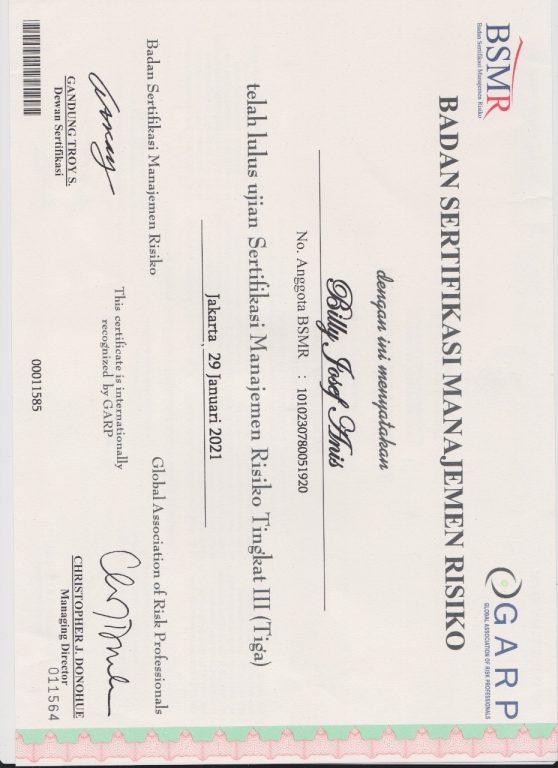 BSMR
Badan Sertifikasi Manajemen Risiko
GARP
GLOBAL ASSOCIATION OF RISK PROFESSIONALS
BADAN SERTIFIKASI MANAJEMEN RISIKO
dengan ini menyatakan
Billy Josef Anis
No. Anggota BSMR : 1010230780051920
telah lulus ujian Sertifikasi Manajemen Risiko Tingkat III (Tiga)
Jakarta, 29 Januari 2021
Badan Sertifikasi Manajemen Risiko
Global Association of Risk Professionals
This certificate is internationally
recognized by GARP
GANDUNG TROY S.
Dewan Sertifikasi
CHRISTOPHER J. DONOHUE
Managing Director
00011585
011564